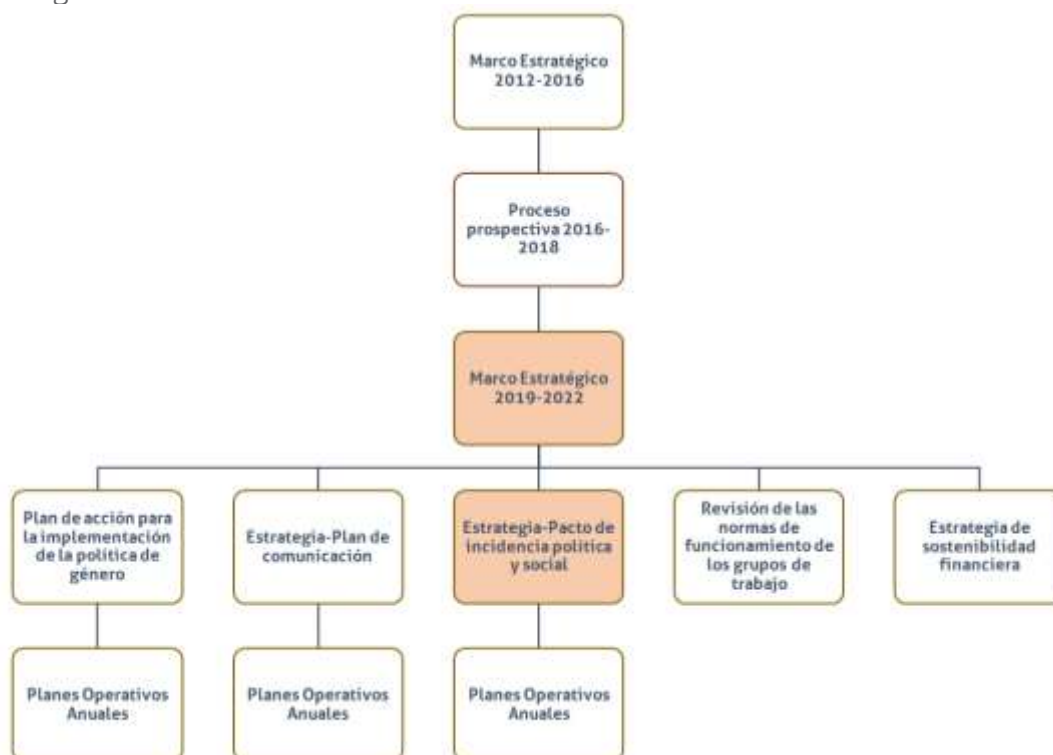 Marco Estratégico
2012-2016
Proceso
prospectiva 2016-
2018
Marco Estratégico
2019-2022
Plan de acción para
la implementación
de la política de
género
Estrategia-Plan de
comunicación
Estrategia-Pacto de
incidencia política
y social
Revisión de las
normas de
funcionamiento de
los grupos de
trabajo
Estrategia de
sostenibilidad
financiera
Planes Operativos
Anuales
Planes Operativos
Anuales
Planes Operativos
Anuales